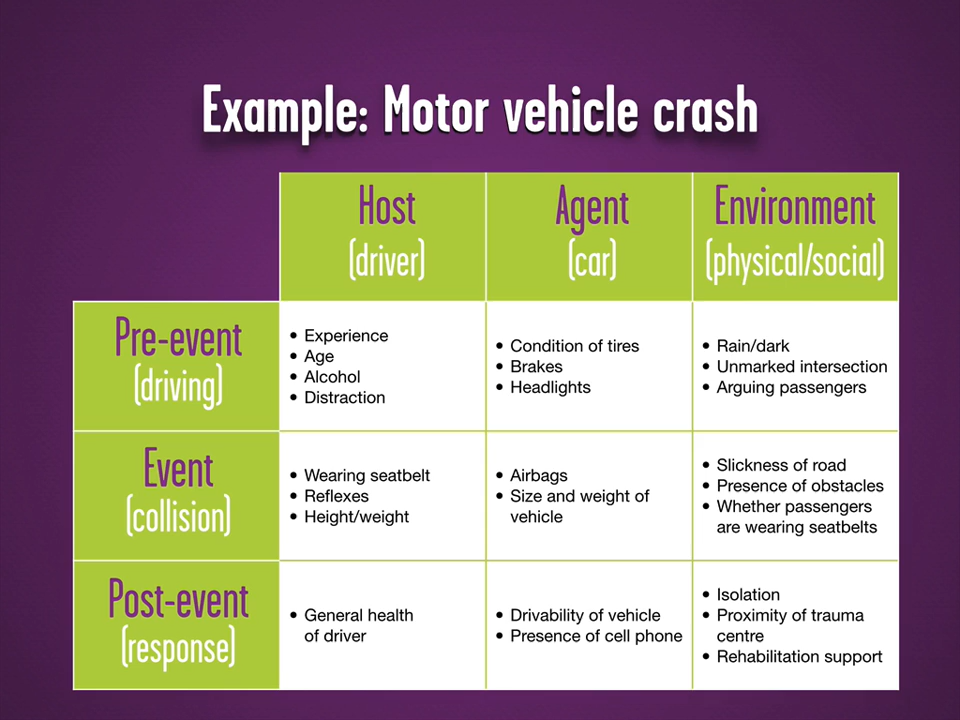 Example: Motor vehicle crash
Host
(driver)
Agent
(car)
Environment
(physical/social)
Pre-event
(driving)
• Experience
• Age
• Alcohol
• Distraction
• Condition of tires
• Brakes
• Headlights
• Rain/dark
• Unmarked intersection
• Arguing passengers
Event
(collision)
• Wearing seatbelt
• Reflexes
• Height/weight
• Airbags
• Size and weight of
vehicle
• Slickness of road
• Presence of obstacles
• Whether passengers
are wearing seatbelts
Post-event
(response)
• General health
of driver
• Drivability of vehicle
• Presence of cell phone
• Isolation
• Proximity of trauma
centre
• Rehabilitation support